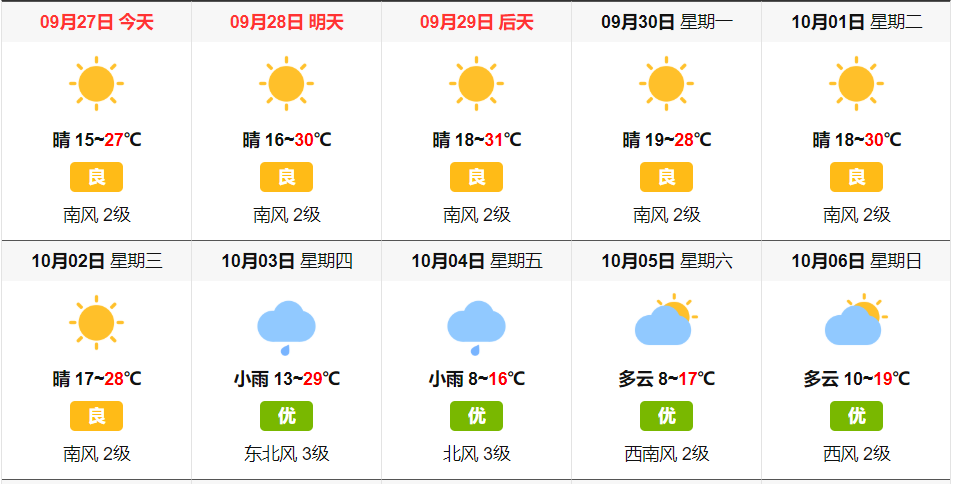 09月27日 今天
09月28日 明天
09月29日 后天
09月30日 星期一
10月01日 星期二
晴 15~27℃
晴 16~30℃
晴 18~31℃
晴 19~28℃
晴 18~30℃
良
良
良
良
良
南风 2级
南风 2级
南风 2级
南风 2级
南风 2级
10月02日 星期三
10月03日 星期四
10月04日 星期五
10月05日 星期六
10月06日 星期日
晴 17~28℃
小雨 13~29℃
小雨 8~16℃
多云 8~17℃
多云 10~19℃
良
优
优
优
优
南风 2级
东北风 3级
北风 3级
西南风 2级
西风 2级